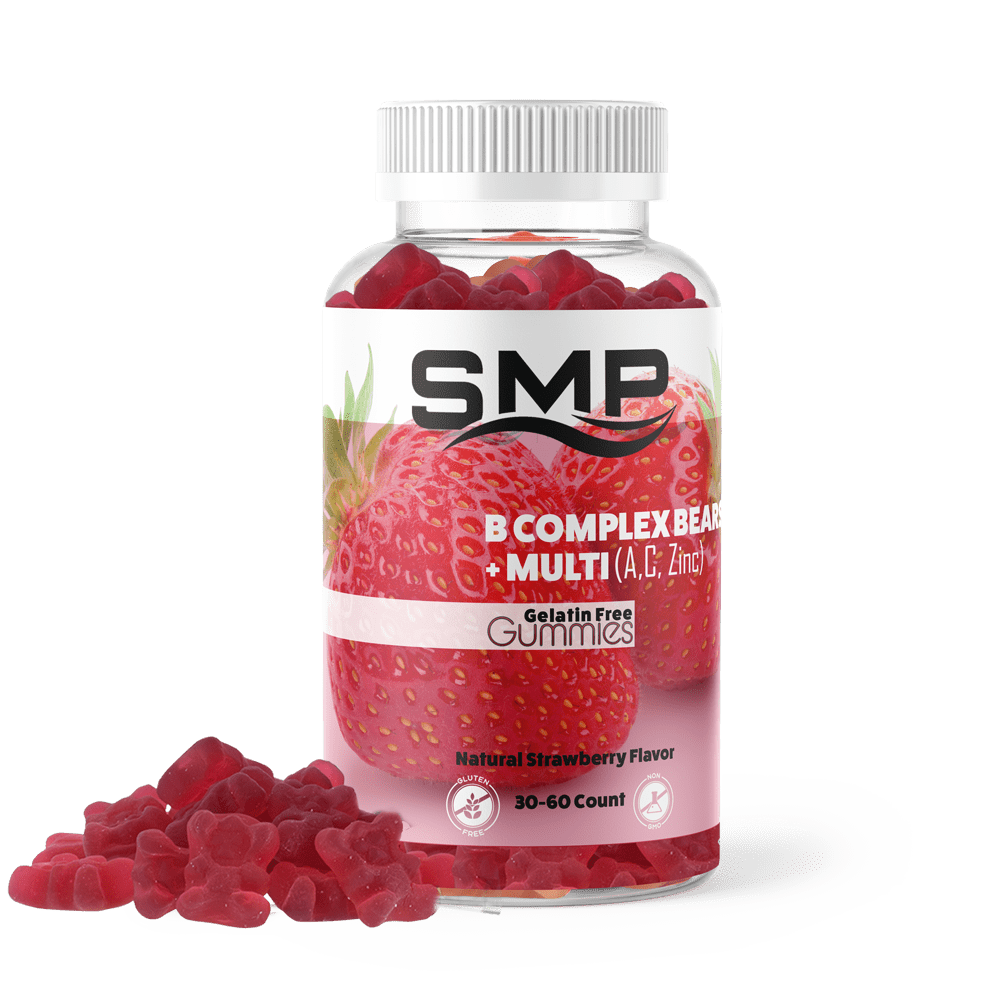 SMP
B COMPLEX BEARS
+ MULTI (A,C, Zinc)
Gelatin Free
Gummies
Natural Strawberry Flavor
GLUTEN
FREE
30-60 Count
NON
GMO